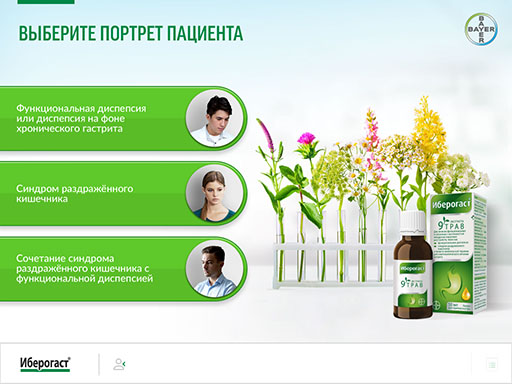 ВЫБЕРИТЕ ПОРТРЕТ ПАЦИЕНТА
BAYER
BAYER
Функциональная диспепсия
или диспепсия на фоне
хронического гастрита
Синдром раздражённого
кишечника
Сочетание синдрома
раздражённого кишечника с
функциональной диспепсией
Иберогаст
9
ТРАВ
Иберогаст
9
ТРАВ
Иберогаст®